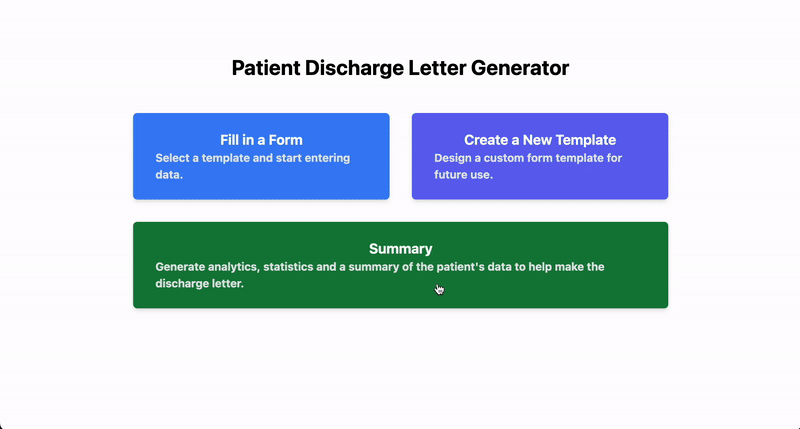 Patient Discharge Letter Generator
Fill in a Form
Select a template and start entering
data.
Create a New Template
Design a custom form template for
future use.
Summary
Generate analytics, statistics and a summary of the patient's data to help make the
discharge letter.